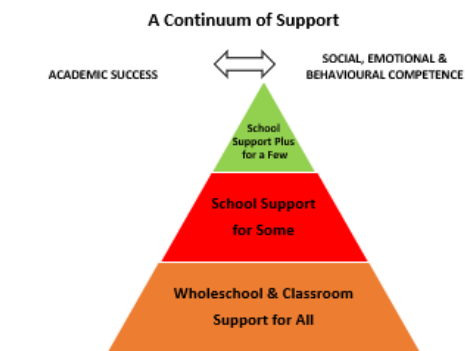 A Continuum of Support
ACADEMIC SUCCESS
SOCIAL, EMOTIONAL &
BEHAVIOURAL COMPETENCE
School
Support Plus
for a Few
School Support
for Some
Wholeschool & Classroom
Support for All